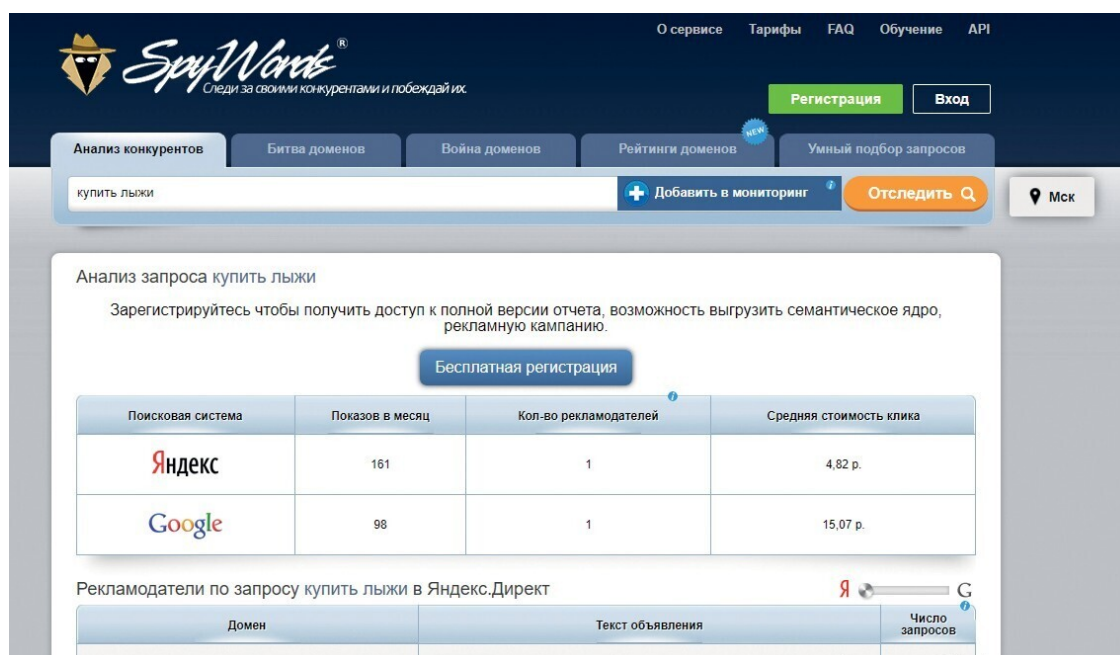 О сервисе Тарифы FAQ Обучение API
SpyWords®
Следи за своими конкурентами и побеждай их.
Регистрация Вход
NEW
Анализ конкурентов Битва доменов Война доменов Рейтинги доменов Умный подбор запросов
купить лыжи Добавить в мониторинг i Отследить Мск
Анализ запроса купить лыжи
Зарегистрируйтесь чтобы получить доступ к полной версии отчета, возможность выгрузить семантическое ядро,
рекламную кампанию.
Бесплатная регистрация
i
Поисковая система Показов в месяц Кол-во рекламодателей Средняя стоимость клика
Яндекс 161 1 4,82 р.
Google 98 1 15,07 р.
Рекламодатели по запросу купить лыжи в Яндекс.Директ Я G
i
Домен Текст объявления Число
запросов